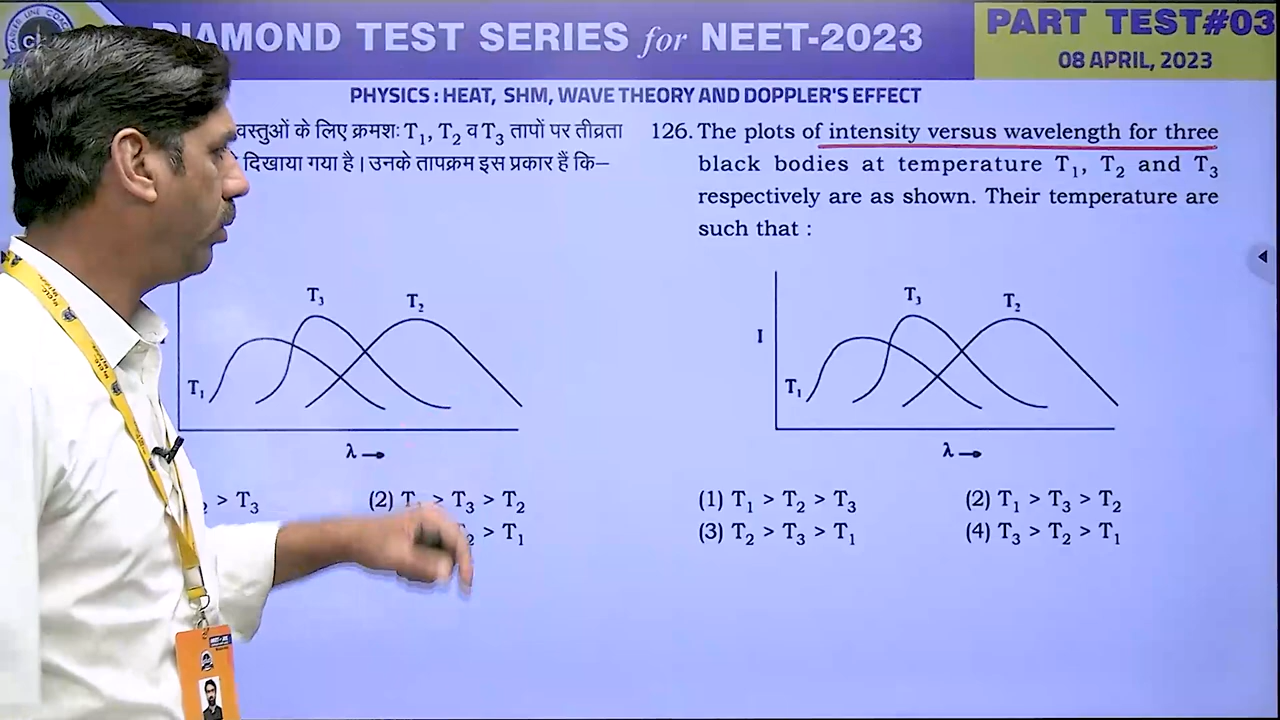 DIAMOND TEST SERIES for NEET-2023
PART TEST#03
08 APRIL, 2023
PHYSICS : HEAT, SHM, WAVE THEORY AND DOPPLER'S EFFECT
वस्तुओं के लिए क्रमशः T₁, T₂ व T₃ तापों पर तीव्रता
दिखाया गया है। उनके तापक्रम इस प्रकार हैं कि–
T₃
T₂
T₁
λ →
₂ > T₃
(2) T₁ > T₃ > T₂
₂ > T₁
126. The plots of intensity versus wavelength for three
black bodies at temperature T₁, T₂ and T₃
respectively are as shown. Their temperature are
such that :
T₃
T₂
I
T₁
λ →
(1) T₁ > T₂ > T₃
(2) T₁ > T₃ > T₂
(3) T₂ > T₃ > T₁
(4) T₃ > T₂ > T₁